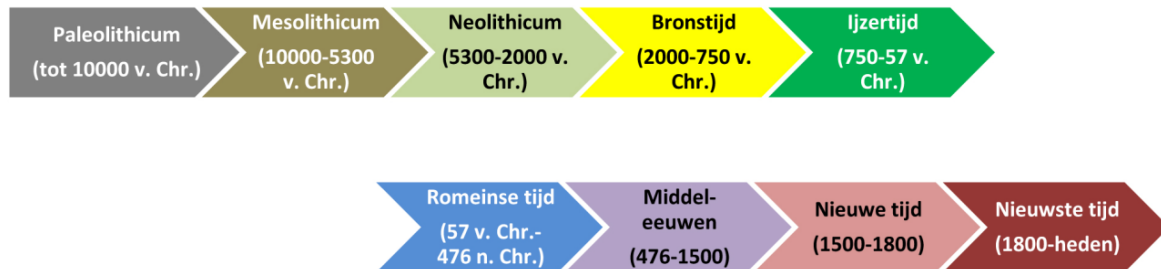 Paleolithicum
(tot 10000 v. Chr.)
Mesolithicum
(10000-5300
v. Chr.)
Neolithicum
(5300-2000 v.
Chr.)
Bronstijd
(2000-750 v.
Chr.)
Ijzertijd
(750-57 v.
Chr.)
Romeinse tijd
(57 v. Chr.-
476 n. Chr.)
Middel-
eeuwen
(476-1500)
Nieuwe tijd
(1500-1800)
Nieuwste tijd
(1800-heden)